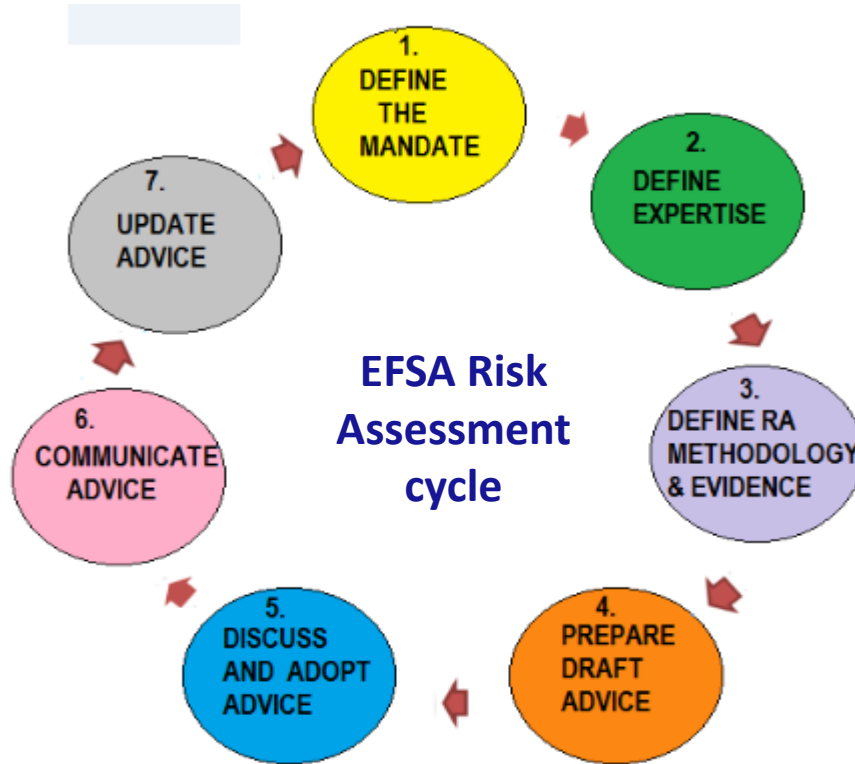 1.
DEFINE
THE
MANDATE
2.
DEFINE
EXPERTISE
3.
DEFINE RA
METHODOLOGY
& EVIDENCE
4.
PREPARE
DRAFT
ADVICE
5.
DISCUSS
AND ADOPT
ADVICE
6.
COMMUNICATE
ADVICE
7.
UPDATE
ADVICE
EFSA Risk
Assessment
cycle